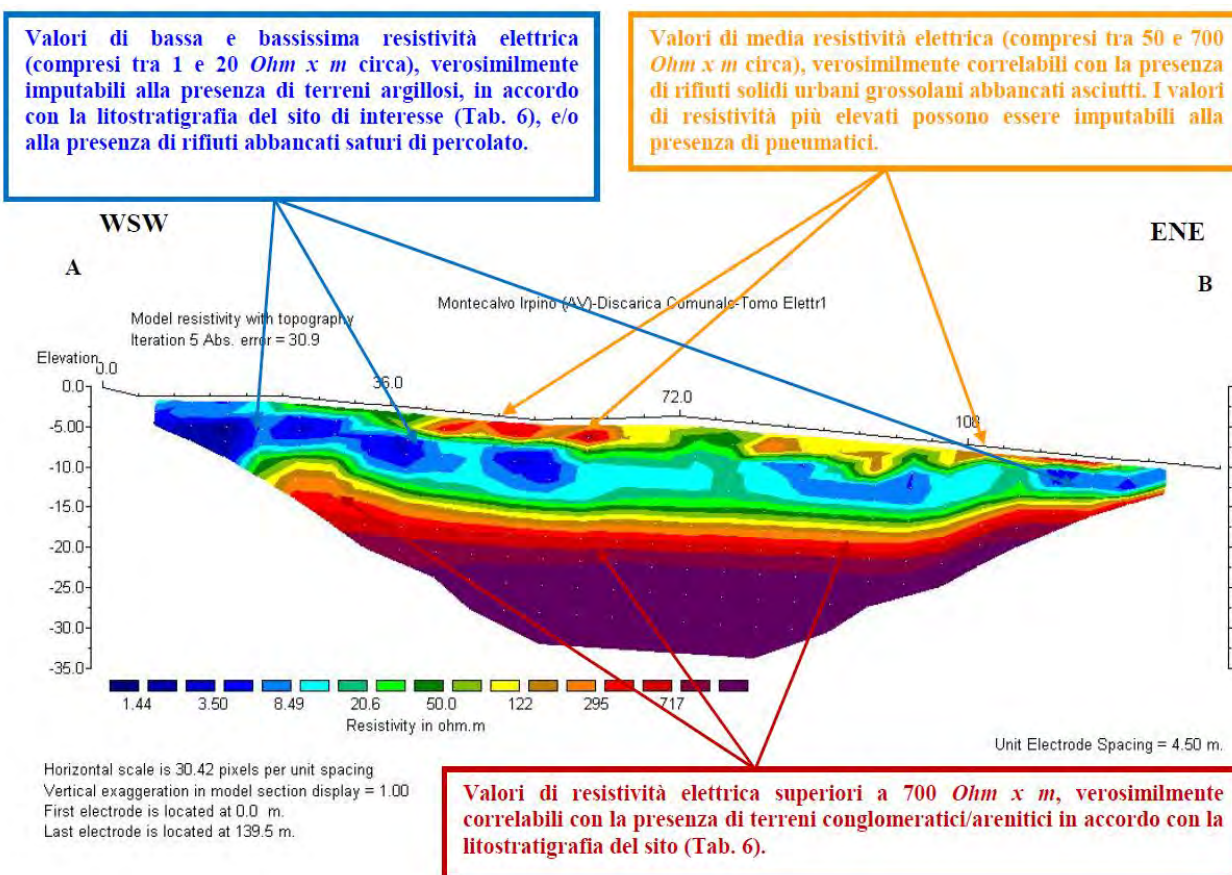 Valori di bassa e bassissima resistività elettrica
(compresi tra 1 e 20 Ohm x m circa), verosimilmente
imputabili alla presenza di terreni argillosi, in accordo
con la litostratigrafia del sito di interesse (Tab. 6), e/o
alla presenza di rifiuti abbancati saturi di percolato.
Valori di media resistività elettrica (compresi tra 50 e 700
Ohm x m circa), verosimilmente correlabili con la presenza
di rifiuti solidi urbani grossolani abbancati asciutti. I valori
di resistività più elevati possono essere imputabili alla
presenza di pneumatici.
WSW
ENE
A
B
Montecalvo Irpino (AV)-Discarica Comunale-Tomo Elettr1
Model resistivity with topography
Iteration 5 Abs. error = 30.9
Elevation
0.0
36.0
72.0
108
0.0
-5.00
-10.0
-15.0
-20.0
-25.0
-30.0
-35.0
1.44 3.50 8.49 20.6 50.0 122 295 717
Resistivity in ohm.m
Unit Electrode Spacing = 4.50 m.
Horizontal scale is 30.42 pixels per unit spacing
Vertical exaggeration in model section display = 1.00
First electrode is located at 0.0 m.
Last electrode is located at 139.5 m.
Valori di resistività elettrica superiori a 700 Ohm x m, verosimilmente
correlabili con la presenza di terreni conglomeratici/arenitici in accordo con la
litostratigrafia del sito (Tab. 6).